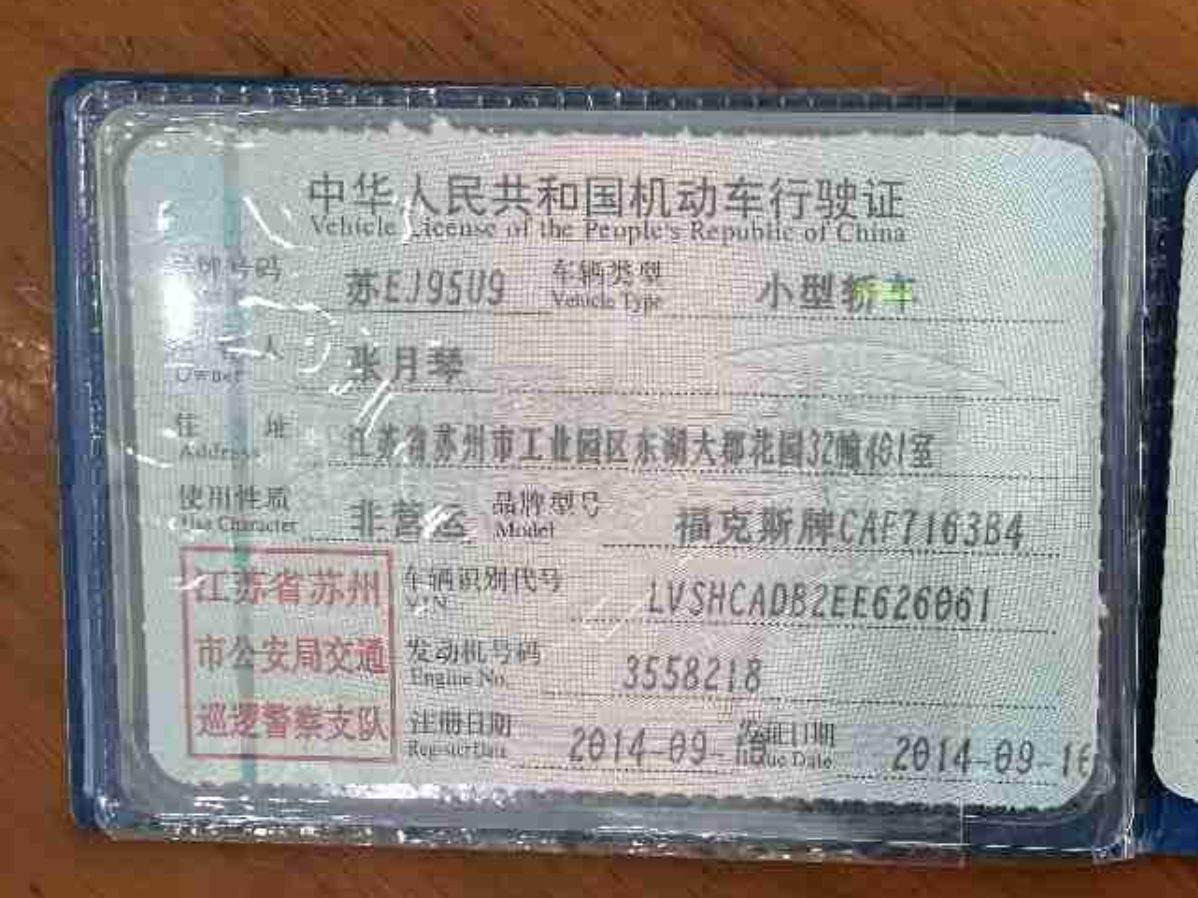 中华人民共和国机动车行驶证
Vehicle License of the People's Republic of China
号牌号码 苏EJ95U9 车辆类型 小型轿车
Vehicle Type
人 张月琴
Owner
住 址 江苏省苏州市工业园区东湖大郡花园32幢401室
Address
使用性质 非营运 品牌型号 福克斯牌CAF7163B4
Use Character Model
江苏省苏州 车辆识别代号 LVSHCADB2EE626061
VIN
市公安局交通 发动机号码 3558218
Engine No.
巡逻警察支队 注册日期 2014-09- 发证日期 2014-09-16
Register Date Issue Date